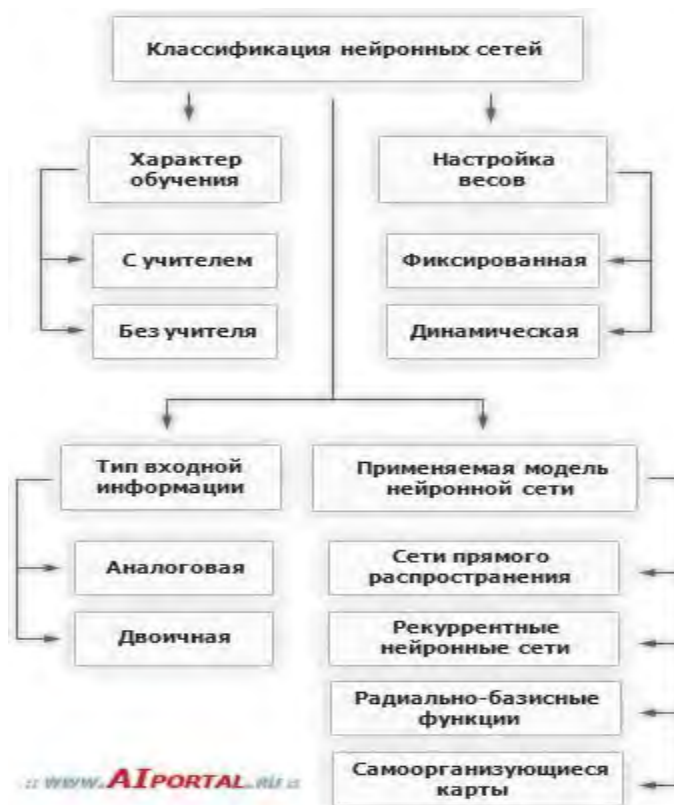 Классификация нейронных сетей
Характер
обучения
С учителем
Без учителя
Настройка
весов
Фиксированная
Динамическая
Тип входной
информации
Аналоговая
Двоичная
Применяемая модель
нейронной сети
Сети прямого
распространения
Рекуррентные
нейронные сети
Радиально-базисные
функции
Самоорганизующиеся
карты
:: www.AIPORTAL.ru ::